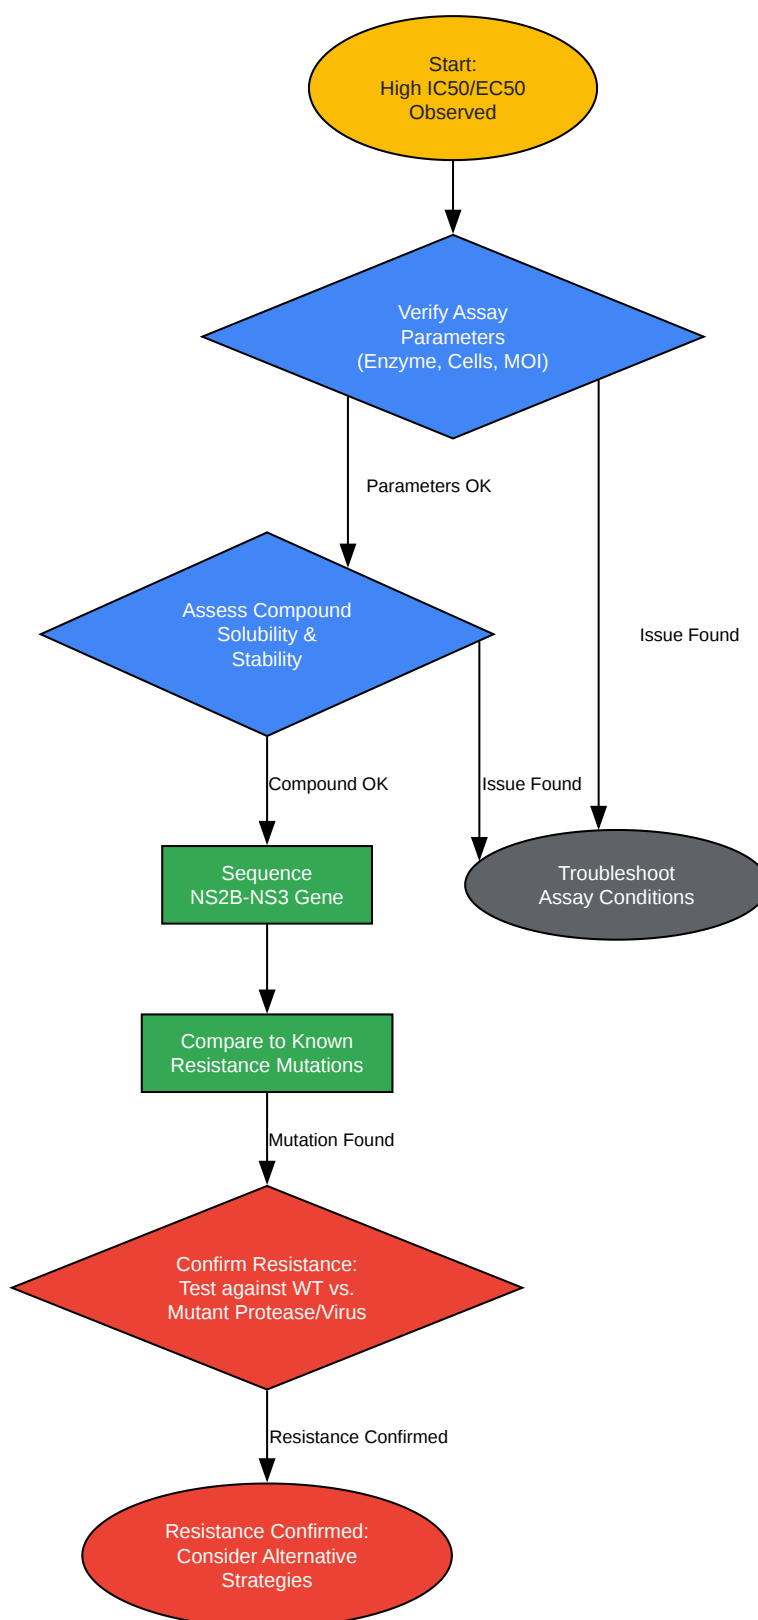 Start:
High IC50/EC50
Observed
Verify Assay
Parameters
(Enzyme, Cells, MOI)
Parameters OK
Assess Compound
Solubility &
Stability
Issue Found
Compound OK
Issue Found
Sequence
NS2B-NS3 Gene
Troubleshoot
Assay Conditions
Compare to Known
Resistance Mutations
Mutation Found
Confirm Resistance:
Test against WT vs.
Mutant Protease/Virus
Resistance Confirmed
Resistance Confirmed:
Consider Alternative
Strategies